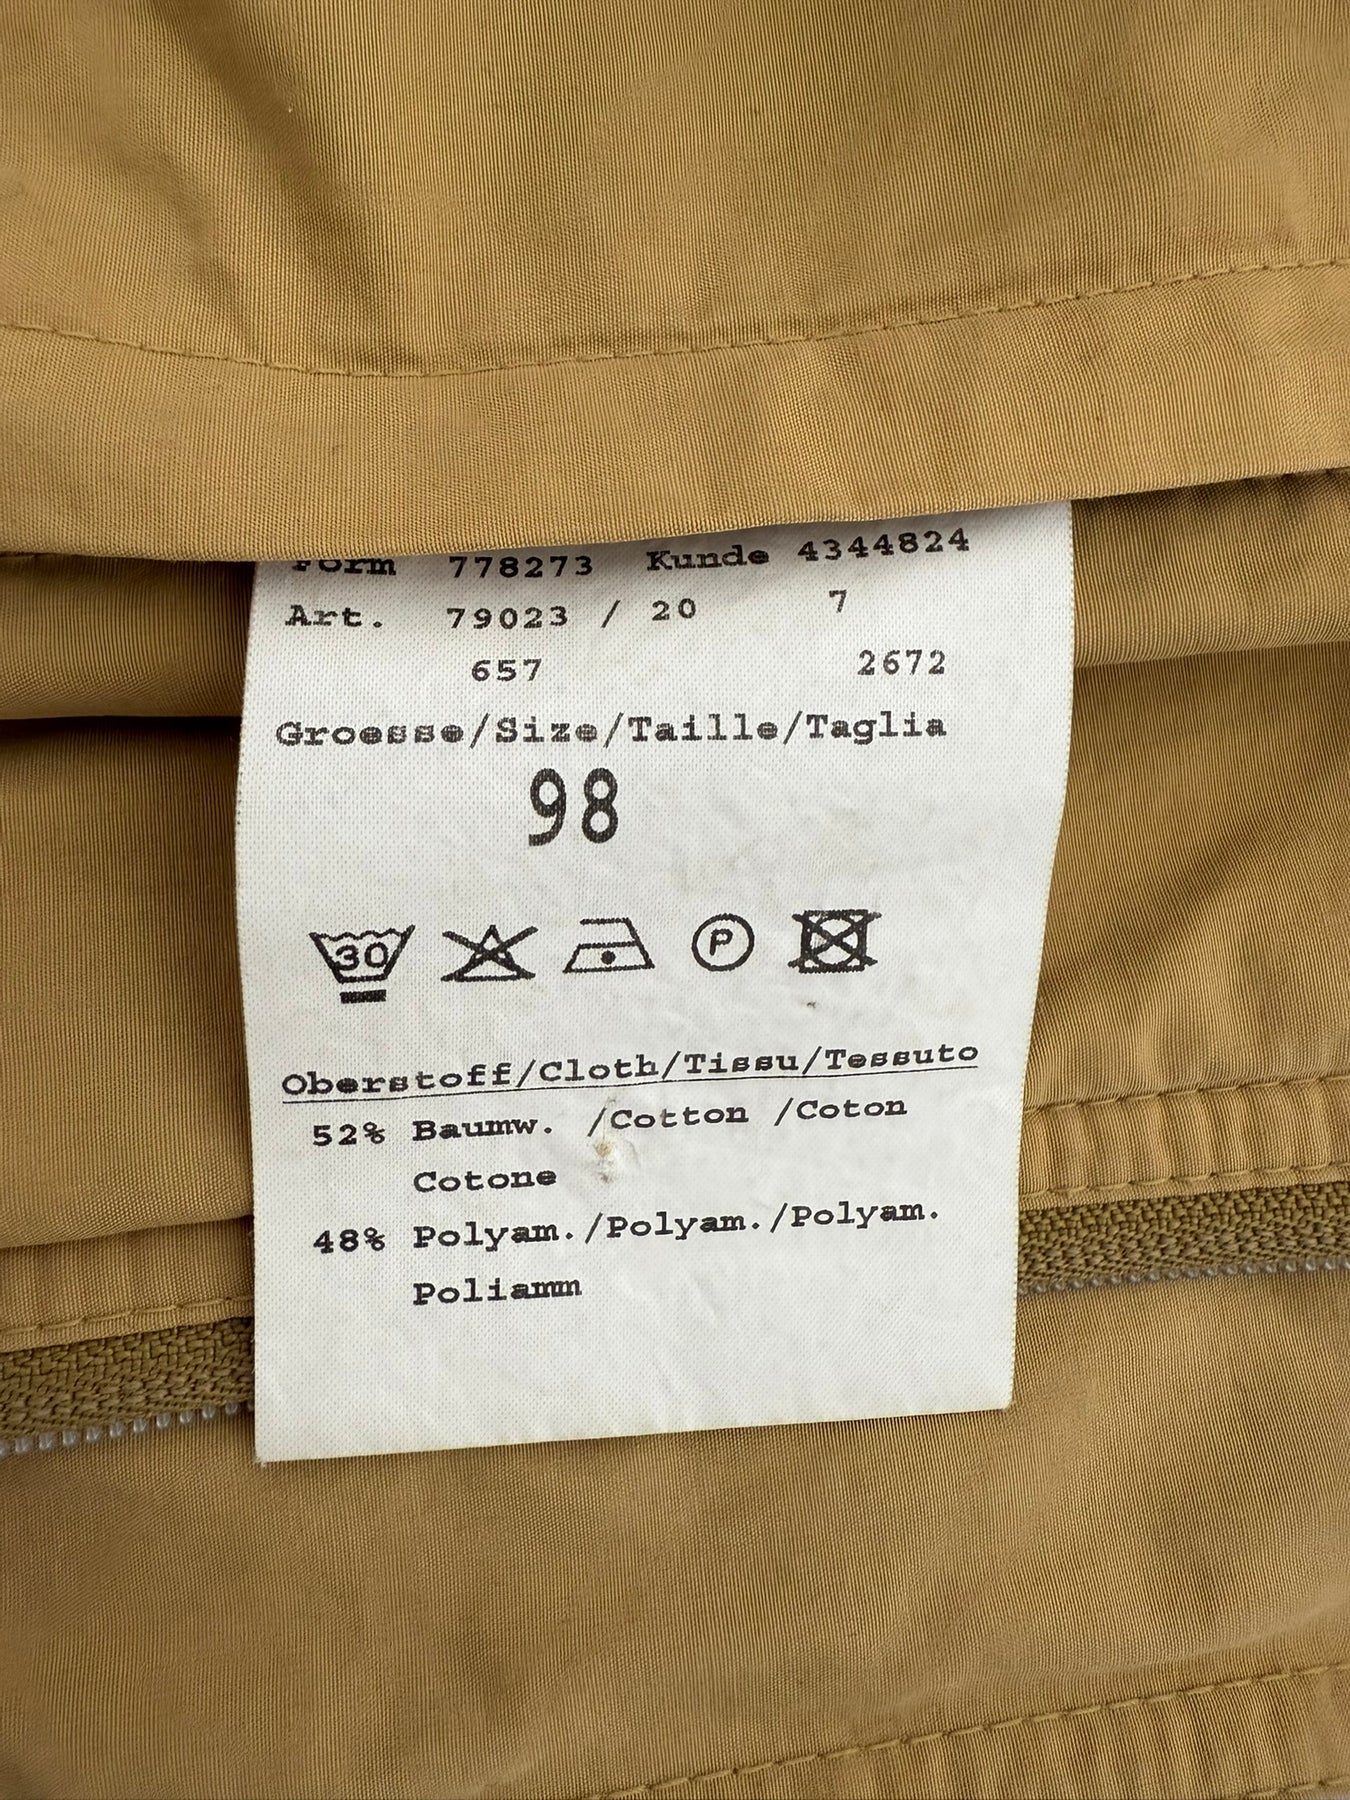 Form 778273 Kunde 4344824
Art. 79023 / 20 7
657 2672
Groesse/Size/Taille/Taglia
98
30 P
Oberstoff/Cloth/Tissu/Tessuto
52% Baumw. /Cotton /Coton
Cotone
48% Polyam./Polyam./Polyam.
Poliamm